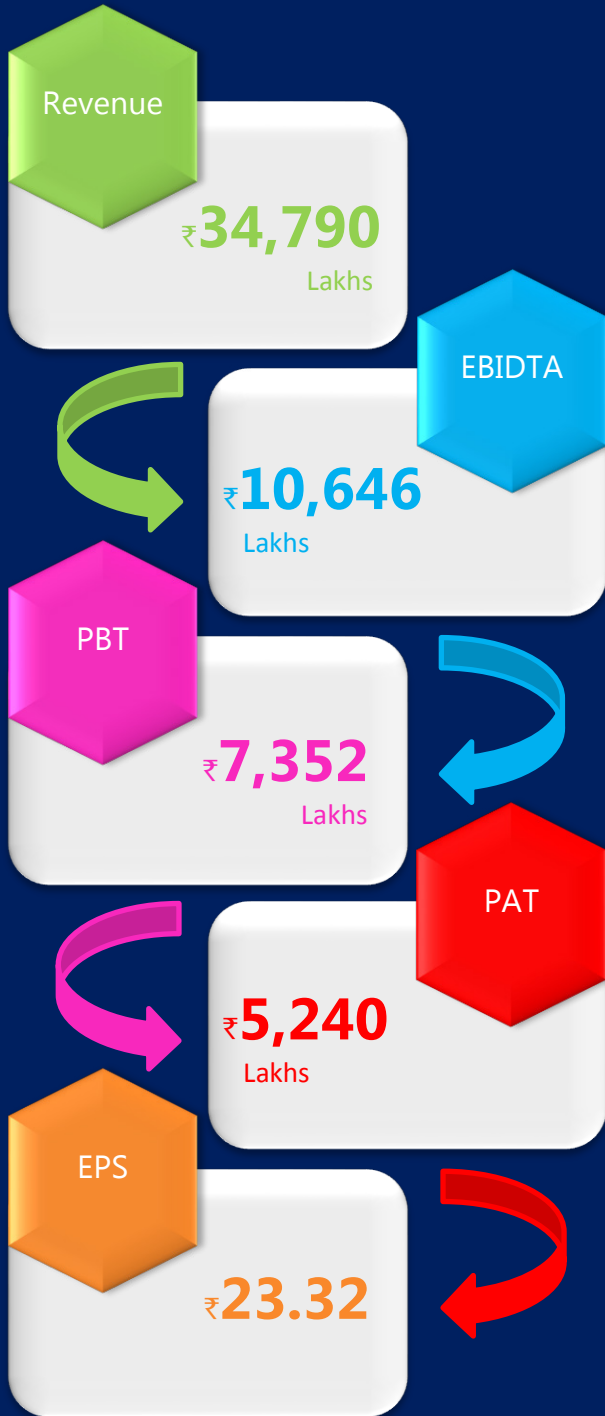 Revenue
₹34,790
Lakhs
EBIDTA
₹10,646
Lakhs
PBT
₹7,352
Lakhs
PAT
₹5,240
Lakhs
EPS
₹23.32